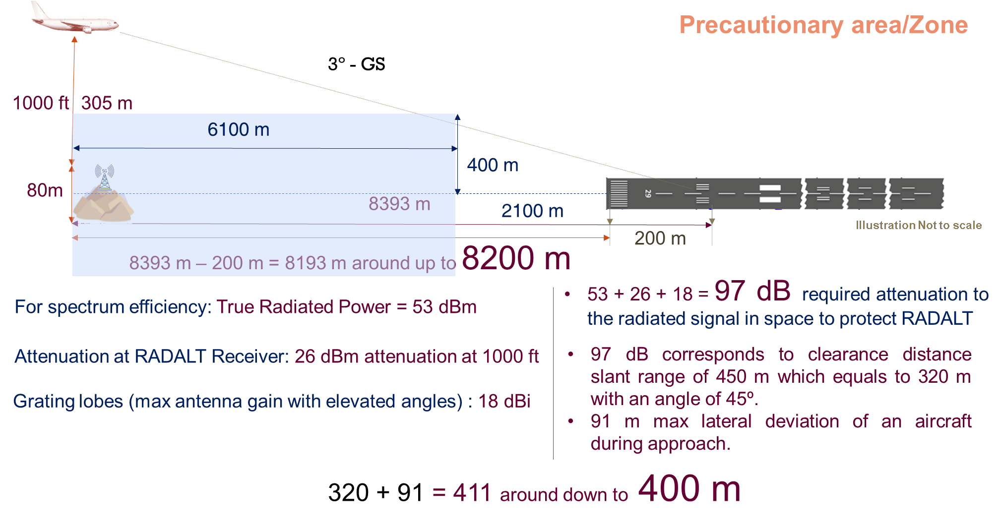 Precautionary area/Zone
3° - GS
1000 ft 305 m
6100 m
5G
400 m
80m
29
8393 m
2100 m
Illustration Not to scale
200 m
8393 m – 200 m = 8193 m around up to 8200 m
For spectrum efficiency: True Radiated Power = 53 dBm
Attenuation at RADALT Receiver: 26 dBm attenuation at 1000 ft
Grating lobes (max antenna gain with elevated angles) : 18 dBi
• 53 + 26 + 18 = 97 dB required attenuation to
the radiated signal in space to protect RADALT
• 97 dB corresponds to clearance distance
slant range of 450 m which equals to 320 m
with an angle of 45º.
• 91 m max lateral deviation of an aircraft
during approach.
320 + 91 = 411 around down to 400 m